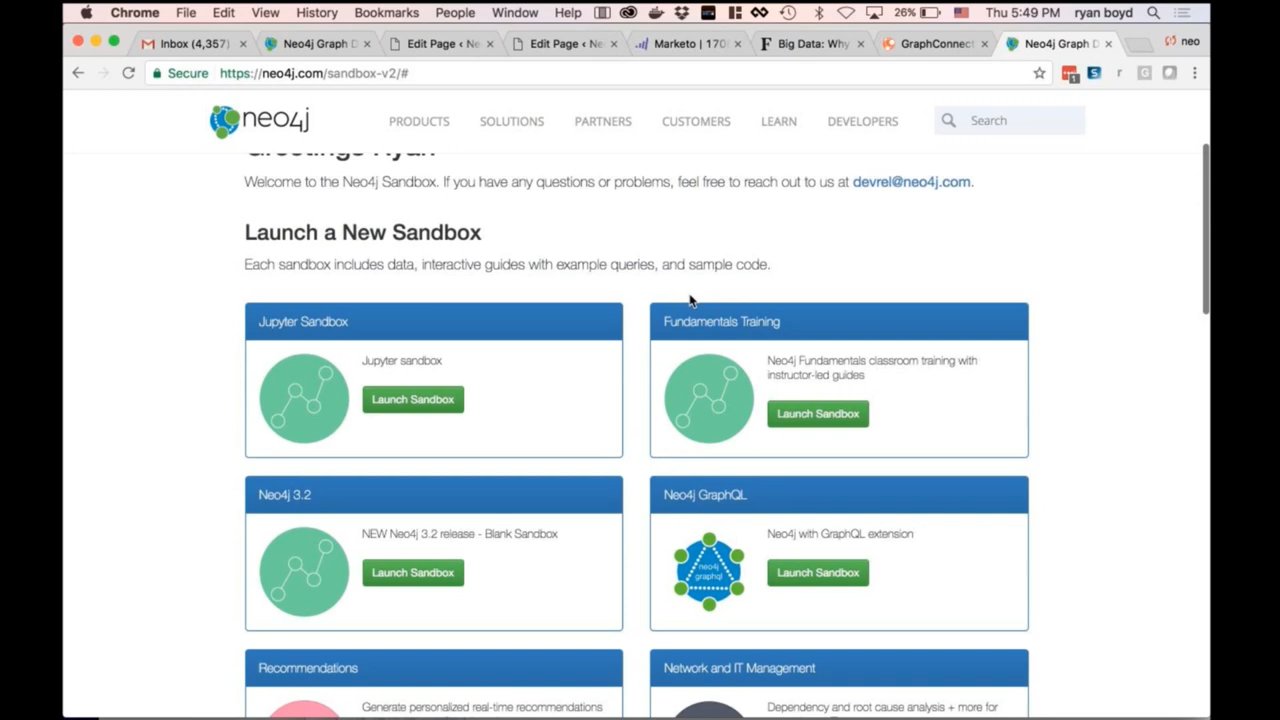 Chrome File Edit View History Bookmarks People Window Help 26% Thu 5:49 PM ryan boyd
Inbox (4,357) Neo4j Graph D Edit Page ‹ Ne Edit Page ‹ Ne Marketo | 170 Big Data: Why GraphConnect Neo4j Graph D neo
Secure https://neo4j.com/sandbox-v2/#
neo4j PRODUCTS SOLUTIONS PARTNERS CUSTOMERS LEARN DEVELOPERS Search
Greetings Ryan
Welcome to the Neo4j Sandbox. If you have any questions or problems, feel free to reach out to us at devrel@neo4j.com.
Launch a New Sandbox
Each sandbox includes data, interactive guides with example queries, and sample code.
Jupyter Sandbox
Jupyter sandbox
Launch Sandbox
Fundamentals Training
Neo4j Fundamentals classroom training with
instructor-led guides
Launch Sandbox
Neo4j 3.2
NEW Neo4j 3.2 release - Blank Sandbox
Launch Sandbox
Neo4j GraphQL
neo4j
graphql
Neo4j with GraphQL extension
Launch Sandbox
Recommendations
Generate personalized real-time recommendations
Network and IT Management
Dependency and root cause analysis + more for